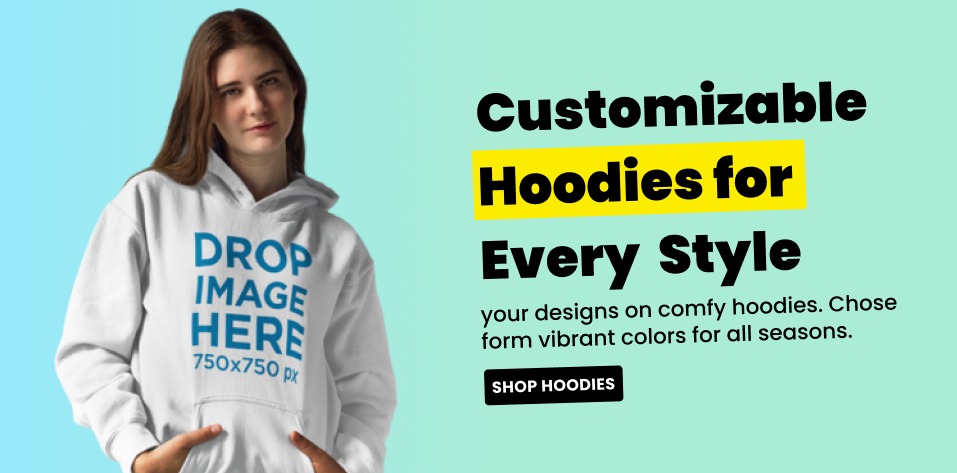 DROP
IMAGE
HERE
750x750 px
Customizable
Hoodies for
Every Style
your designs on comfy hoodies. Chose
form vibrant colors for all seasons.
SHOP HOODIES